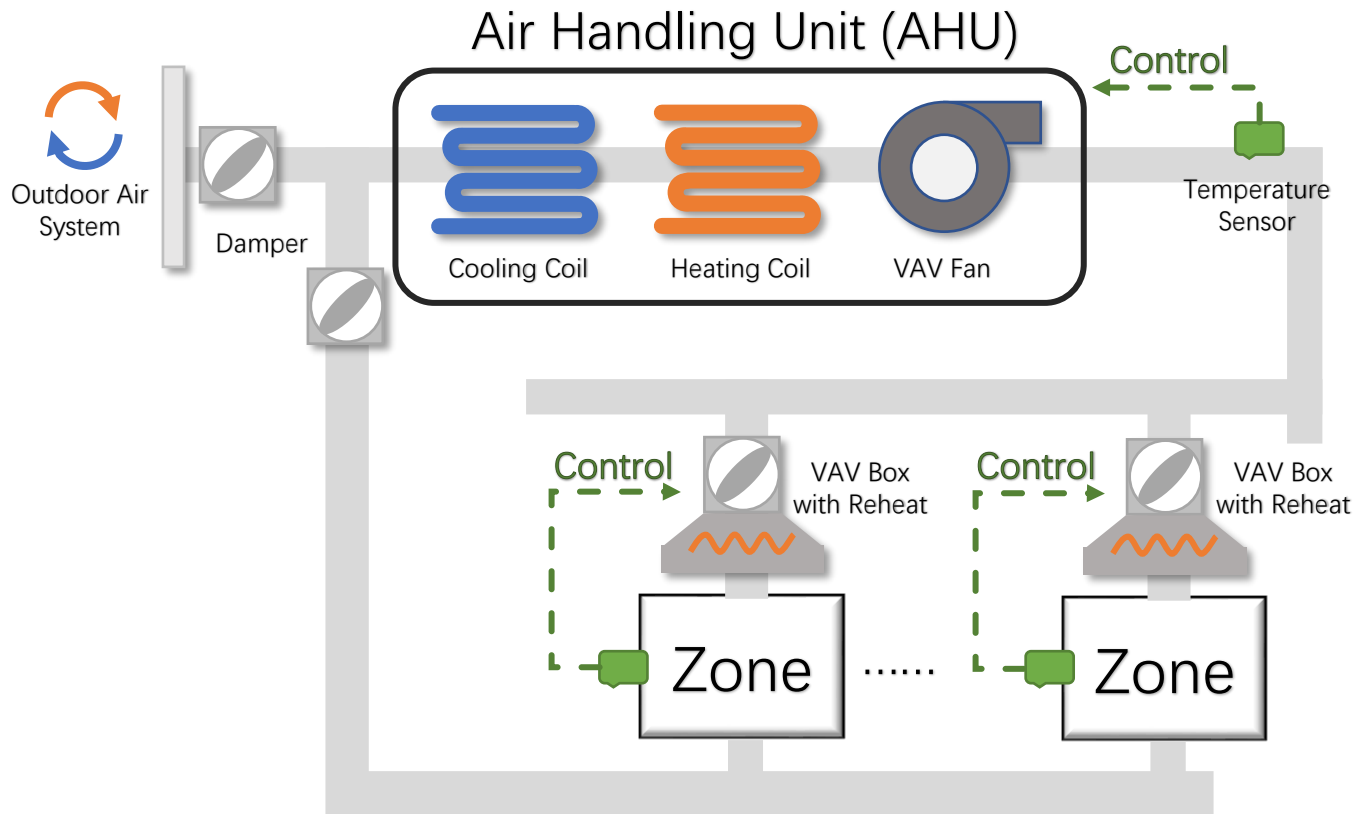 Air Handling Unit (AHU)
Control
Outdoor Air
System
Damper
Cooling Coil
Heating Coil
VAV Fan
Temperature
Sensor
Control
VAV Box
with Reheat
Control
VAV Box
with Reheat
Zone
......
Zone